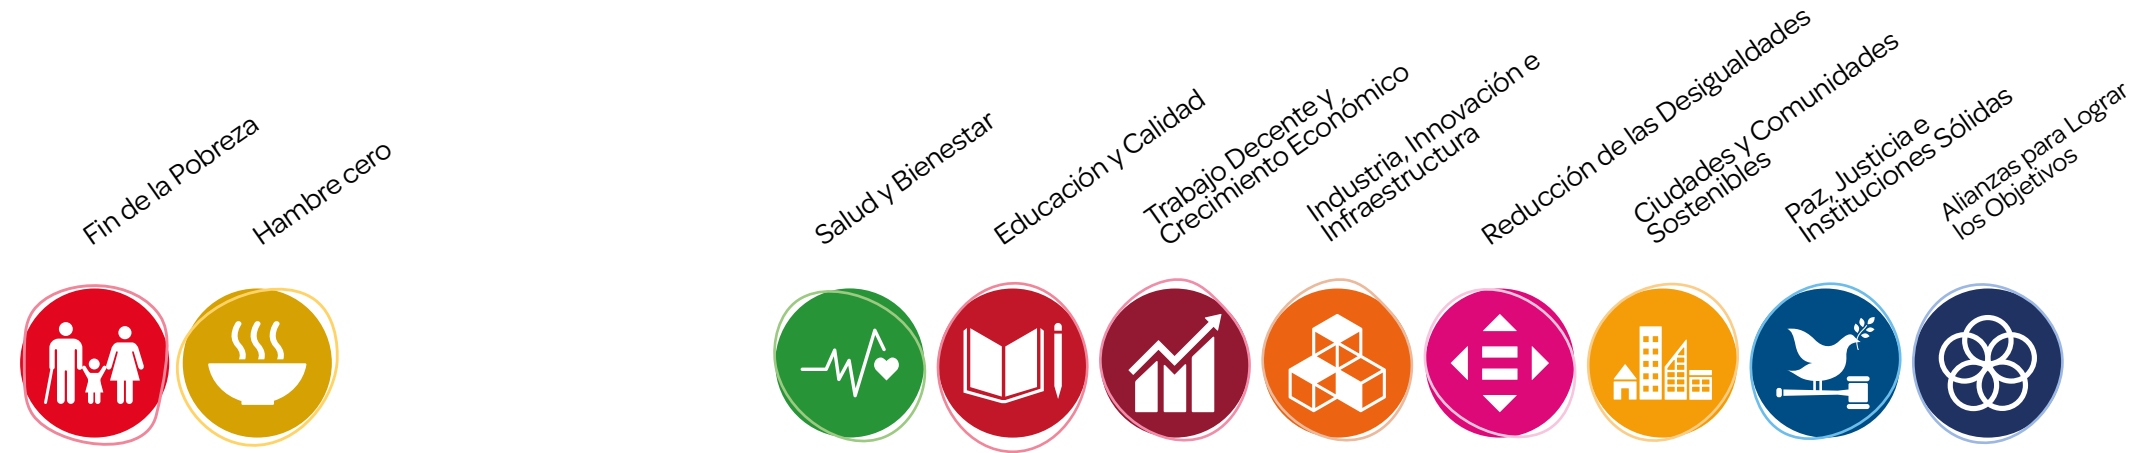 Fin de la Pobreza
Hambre cero
Salud y Bienestar
Educación y Calidad
Trabajo Decente y
Crecimiento Económico
Industria, Innovación e
Infraestructura
Reducción de las Desigualdades
Ciudades y Comunidades
Sostenibles
Paz, Justicia e
Instituciones Sólidas
Alianzas para Lograr
los Objetivos